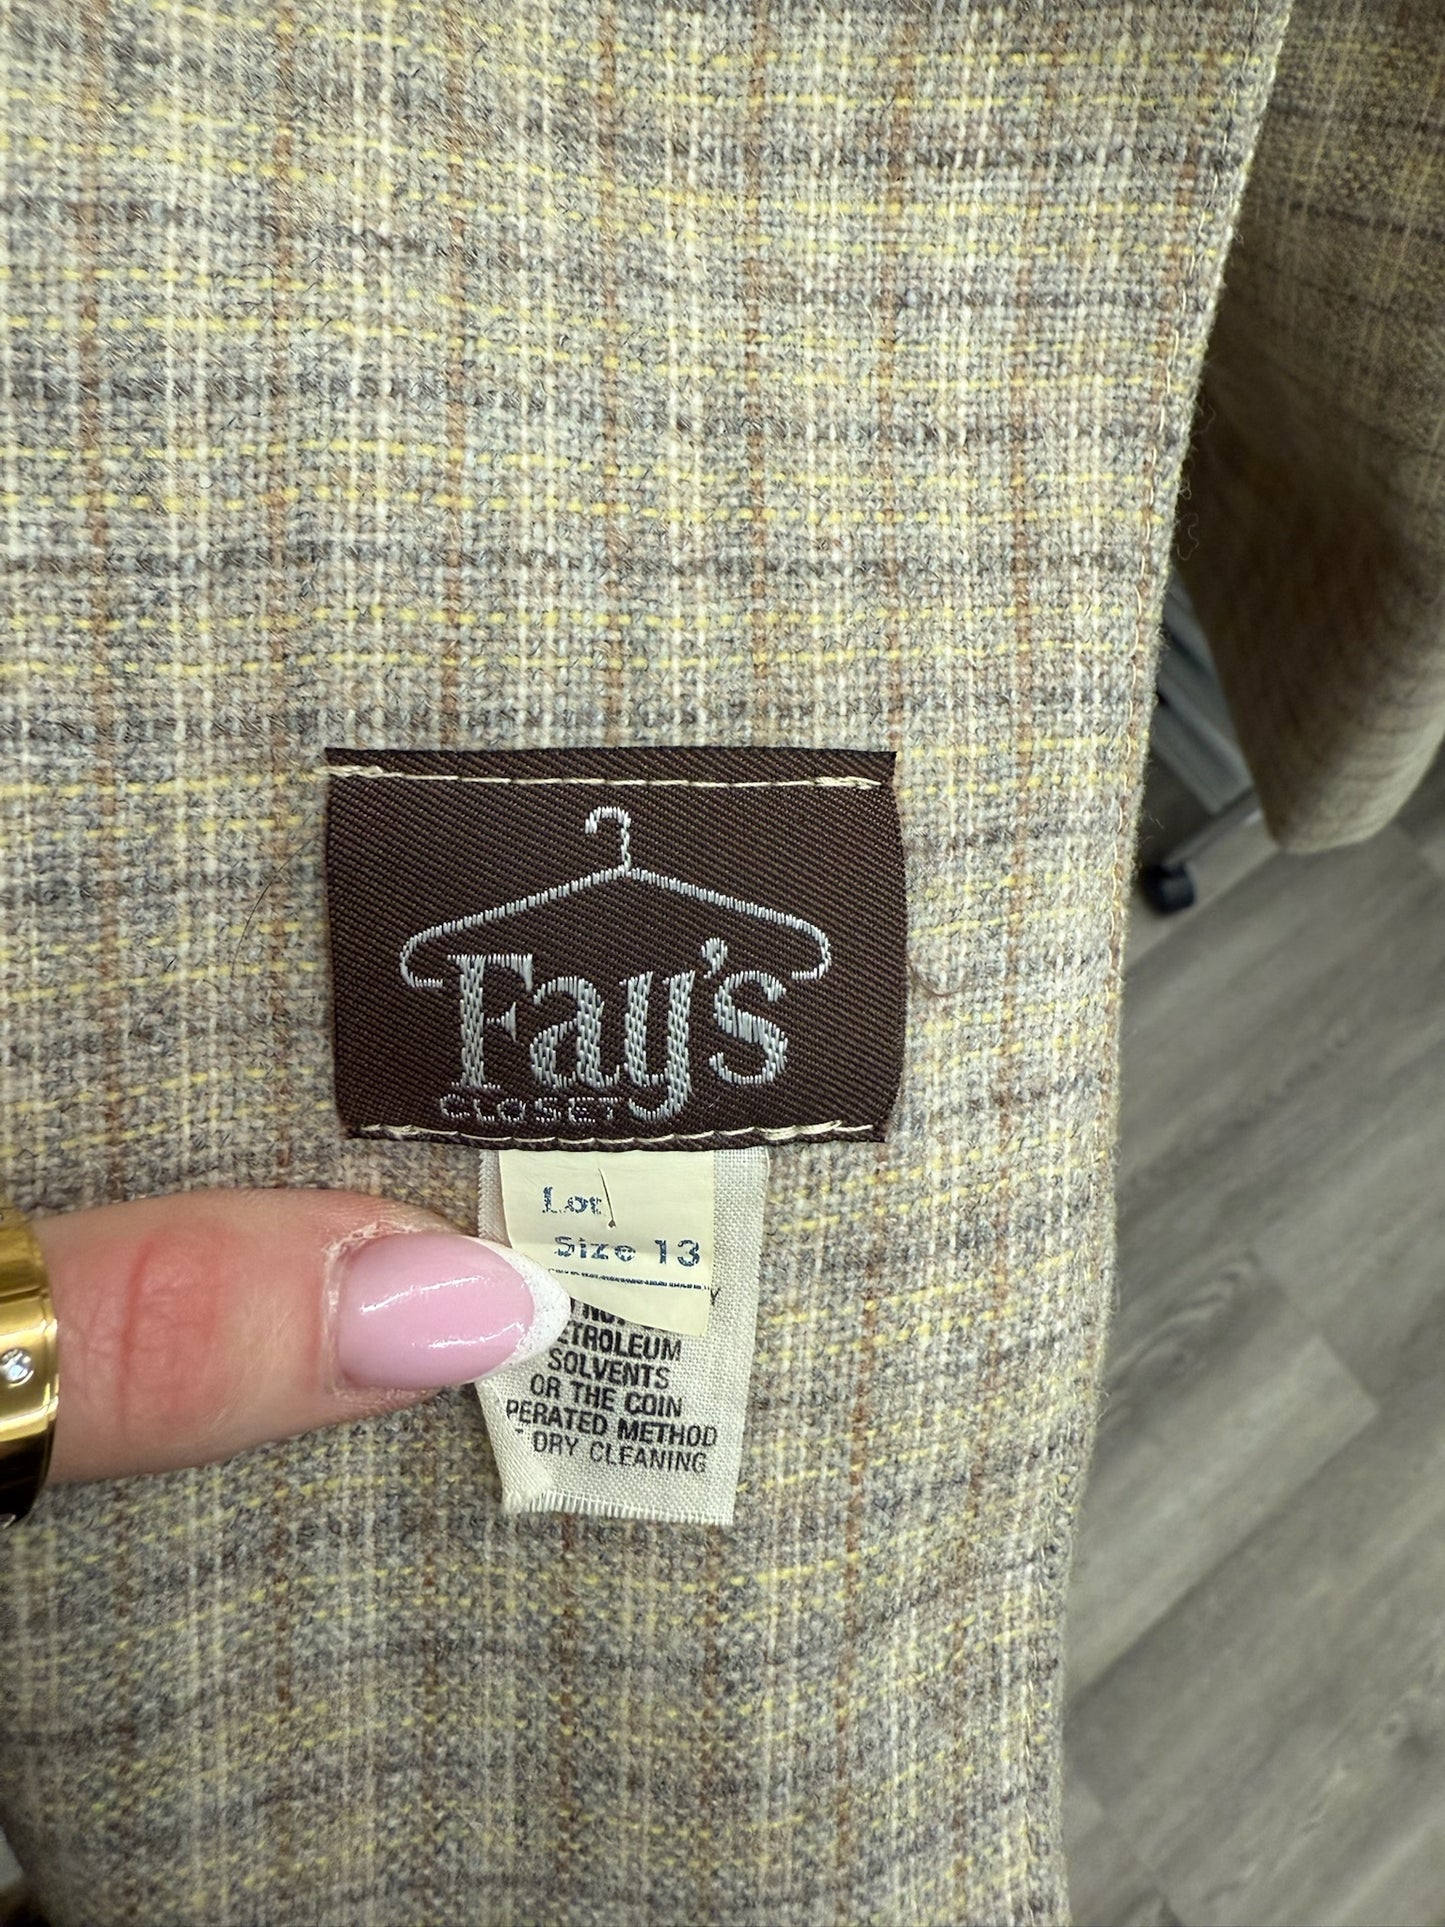 Fay's
CLOSET
Lot
Size 13
ETROLEUM
SOLVENTS
OR THE COIN
PERATED METHOD
DRY CLEANING